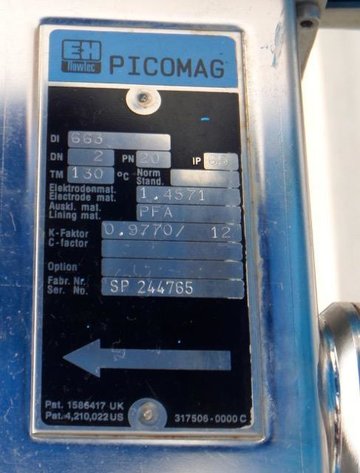 E+H
flowtec
PICOMAG
DI 663
DN 2 PN 20 IP
TM 130 °C Norm
Stand.
Elektrodenmat.
Electrode mat. 1.4571
Auskl. mat.
Lining mat. PFA
K-Faktor
C-factor 0.9770/ 12
Option
Fabr. Nr.
Ser. No. SP 244765
Pat. 1586417 UK
Pat. 4,210,022 US
317506-0000 C